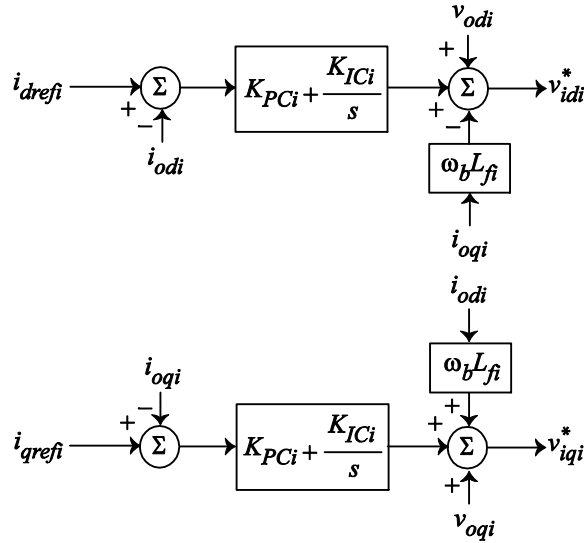 v_odi
+
i_drefi + − Σ K_PCi + K_ICi/s + Σ v*_idi
−
i_odi
ω_b L_fi
i_oqi
i_odi
ω_b L_fi
i_oqi
− +
i_qrefi + Σ K_PCi + K_ICi/s + Σ v*_iqi
+
v_oqi